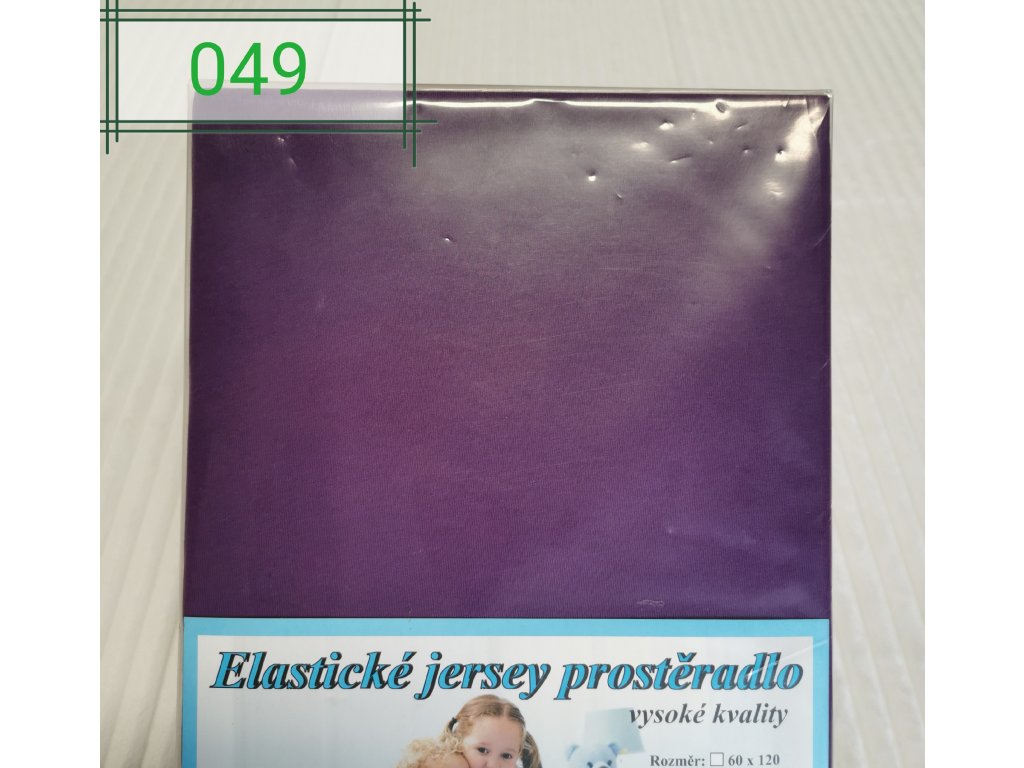 049
Elastické jersey prostěradlo
vysoké kvality
Rozměr: 60 x 120